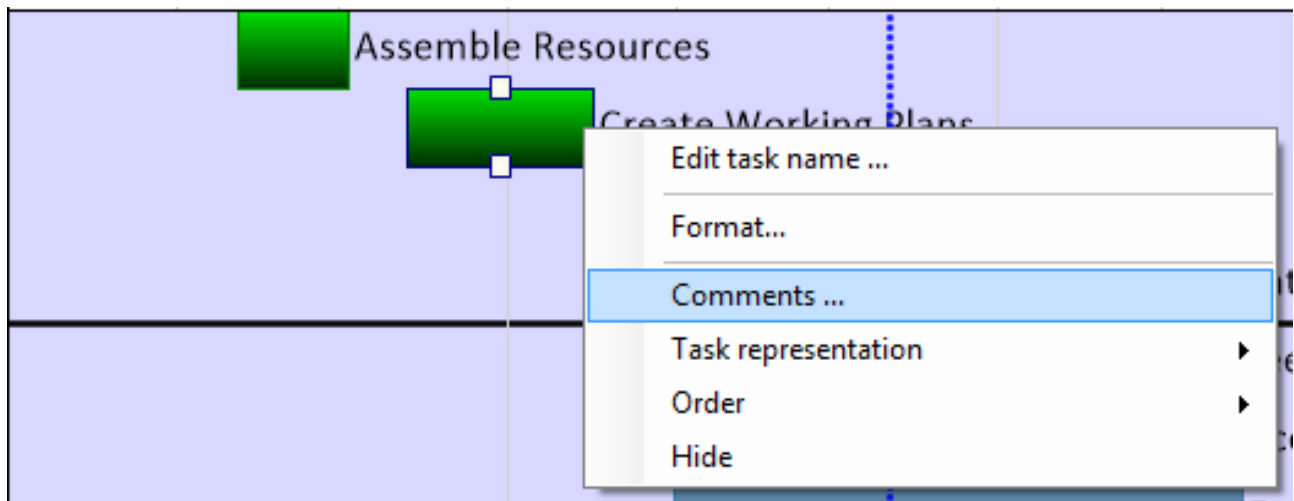 Assemble Resources
Create Working Plans
Edit task name ...
Format...
Comments ...
Task representation
Order
Hide